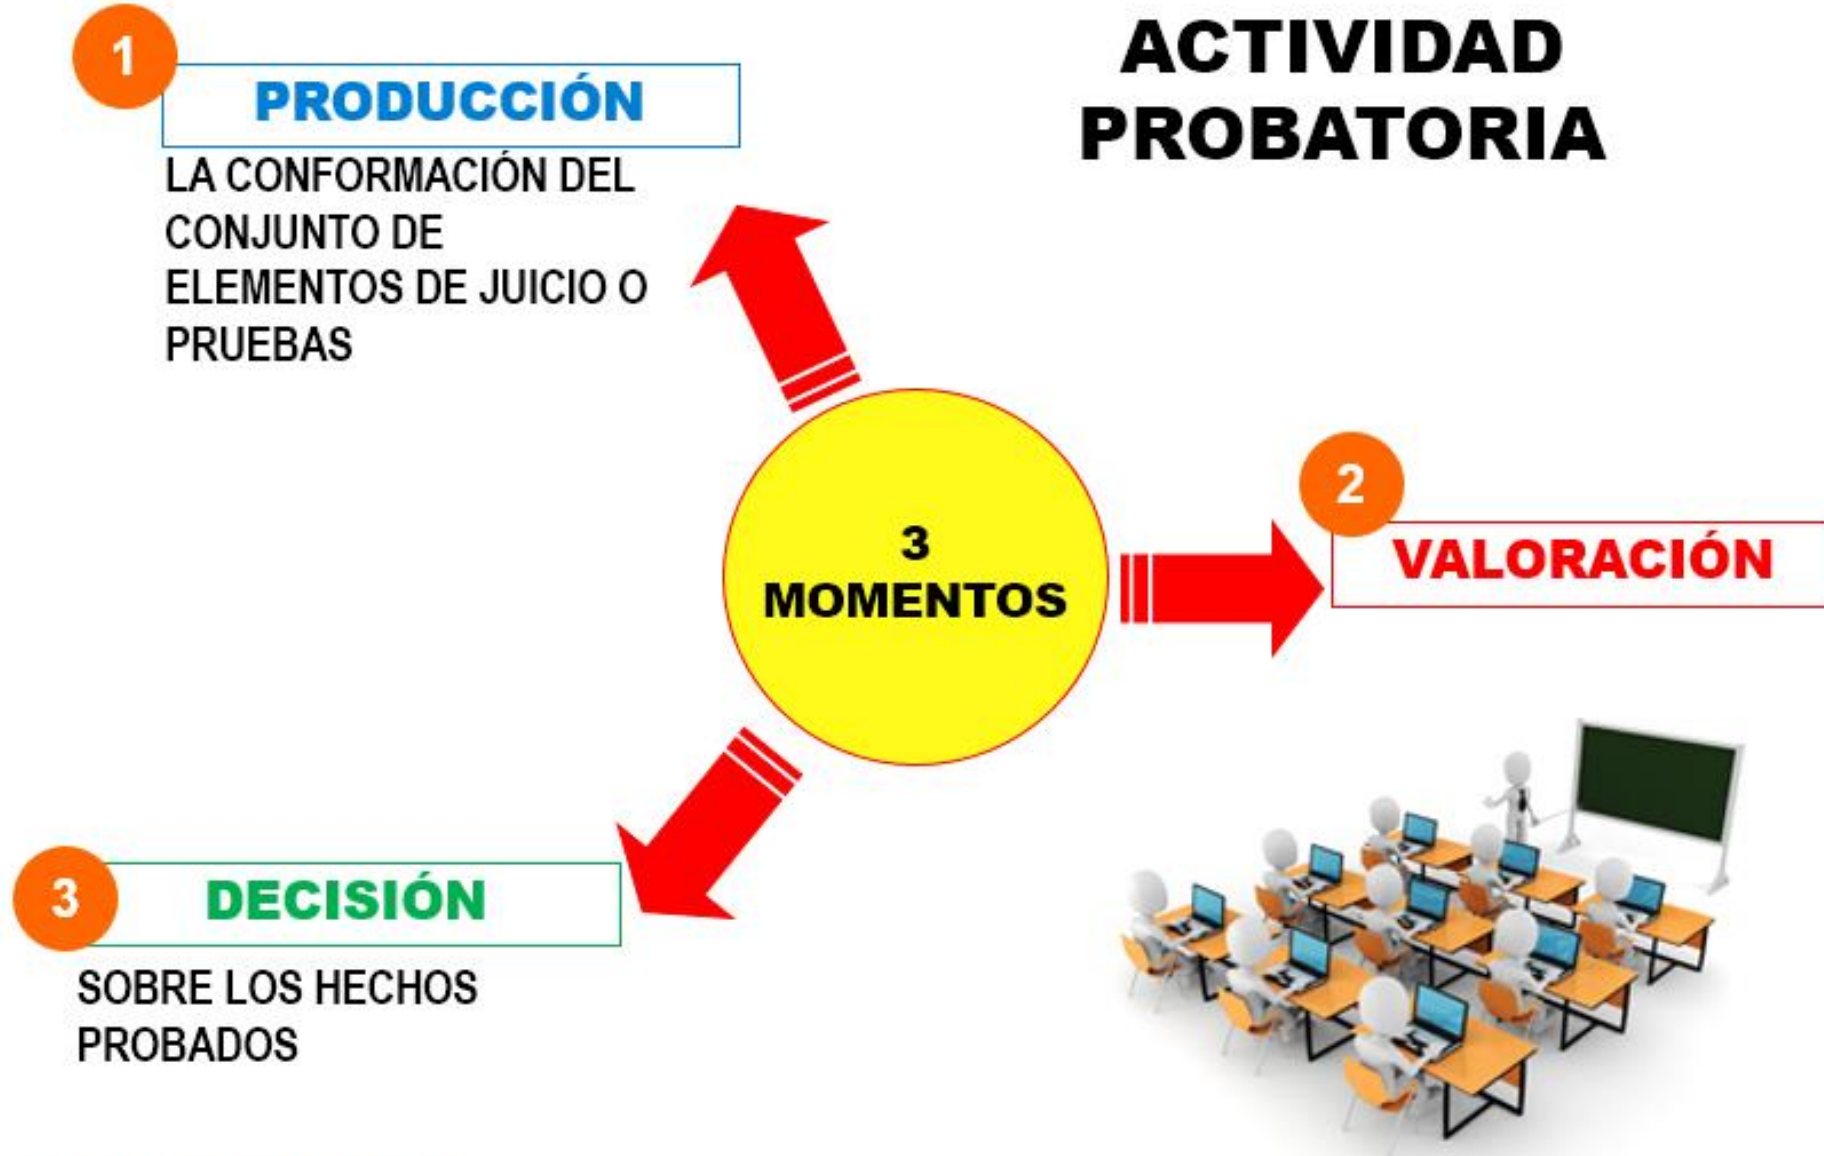 ACTIVIDAD
PROBATORIA
1
PRODUCCIÓN
LA CONFORMACIÓN DEL
CONJUNTO DE
ELEMENTOS DE JUICIO O
PRUEBAS
3
MOMENTOS
2
VALORACIÓN
3
DECISIÓN
SOBRE LOS HECHOS
PROBADOS